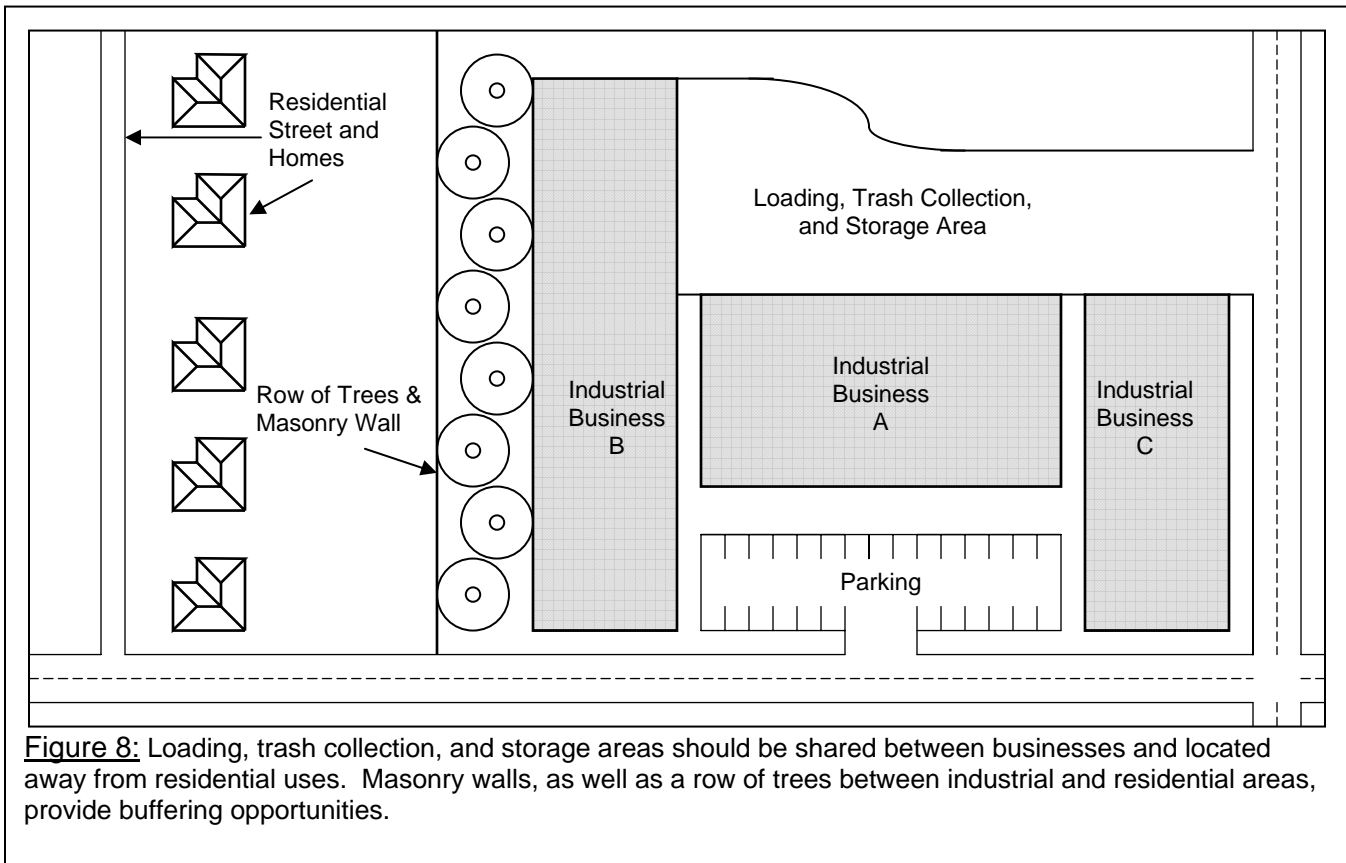 Residential
Street and
Homes
Loading, Trash Collection,
and Storage Area
Row of Trees &
Masonry Wall
Industrial
Business
B
Industrial
Business
A
Industrial
Business
C
Parking
Figure 8: Loading, trash collection, and storage areas should be shared between businesses and located
away from residential uses. Masonry walls, as well as a row of trees between industrial and residential areas,
provide buffering opportunities.